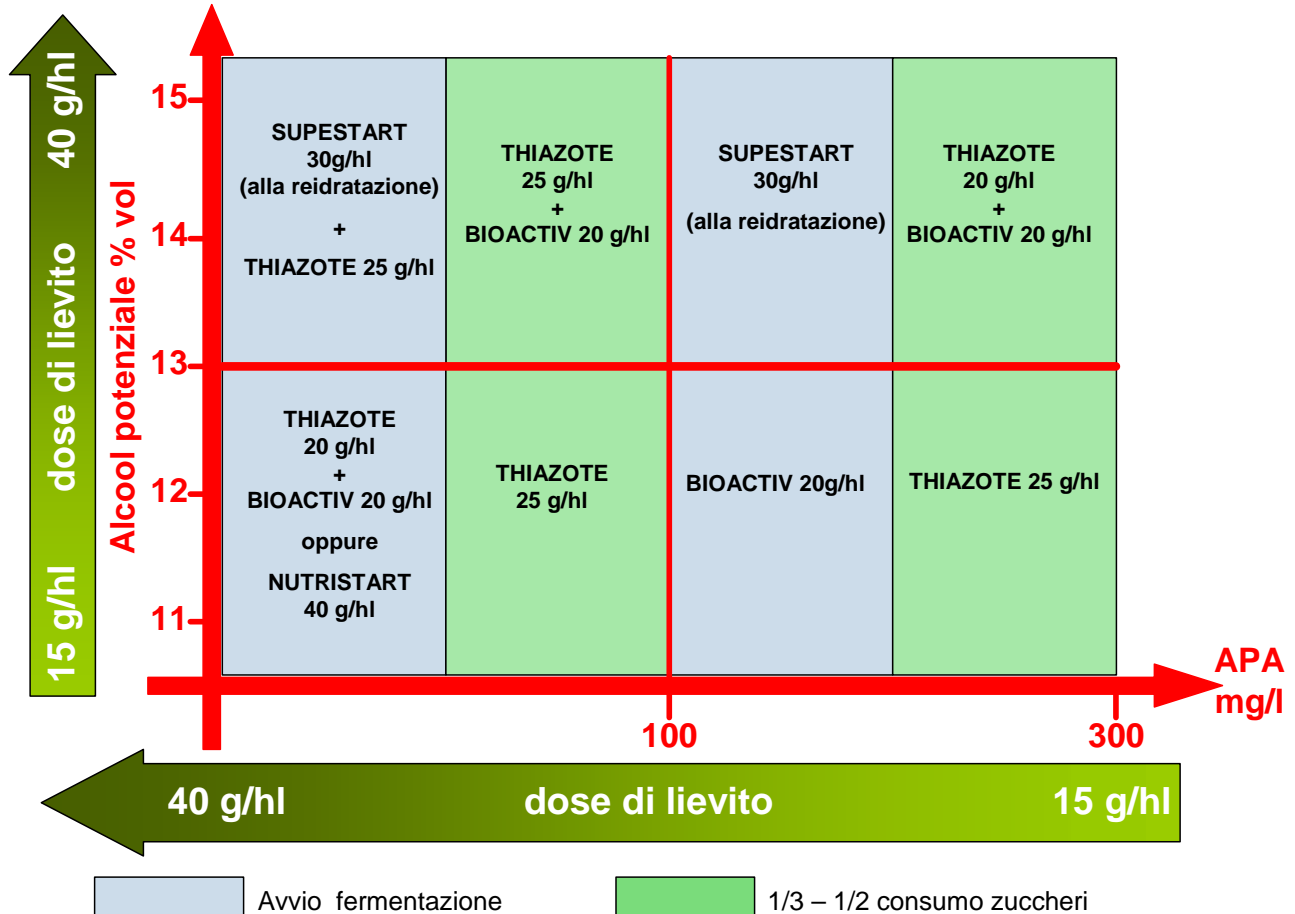 40 g/hl
dose di lievito
15 g/hl
Alcool potenziale % vol
15
14
13
12
11
SUPESTART
30g/hl
(alla reidratazione)
+
THIAZOTE 25 g/hl
THIAZOTE
25 g/hl
+
BIOACTIV 20 g/hl
SUPESTART
30g/hl
(alla reidratazione)
THIAZOTE
20 g/hl
+
BIOACTIV 20 g/hl
THIAZOTE
20 g/hl
+
BIOACTIV 20 g/hl
oppure
NUTRISTART
40 g/hl
THIAZOTE
25 g/hl
BIOACTIV 20g/hl
THIAZOTE 25 g/hl
APA
mg/l
100
300
40 g/hl
dose di lievito
15 g/hl
Avvio fermentazione
1/3 – 1/2 consumo zuccheri